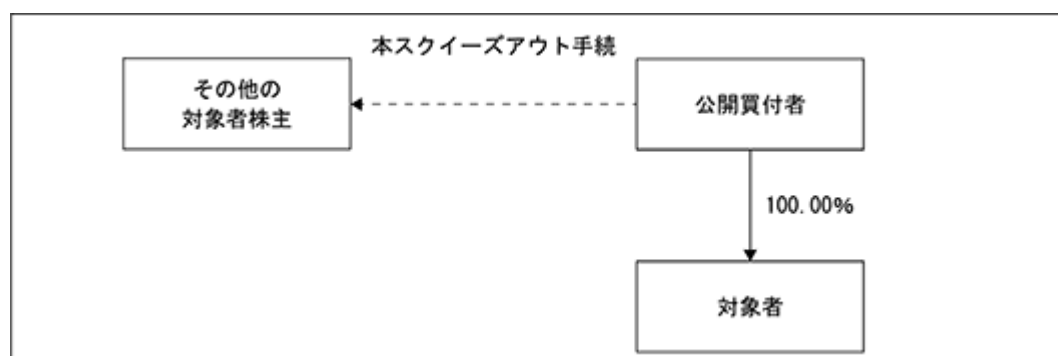 本スクイーズアウト手続
その他の
対象者株主
公開買付者
100.00%
対象者